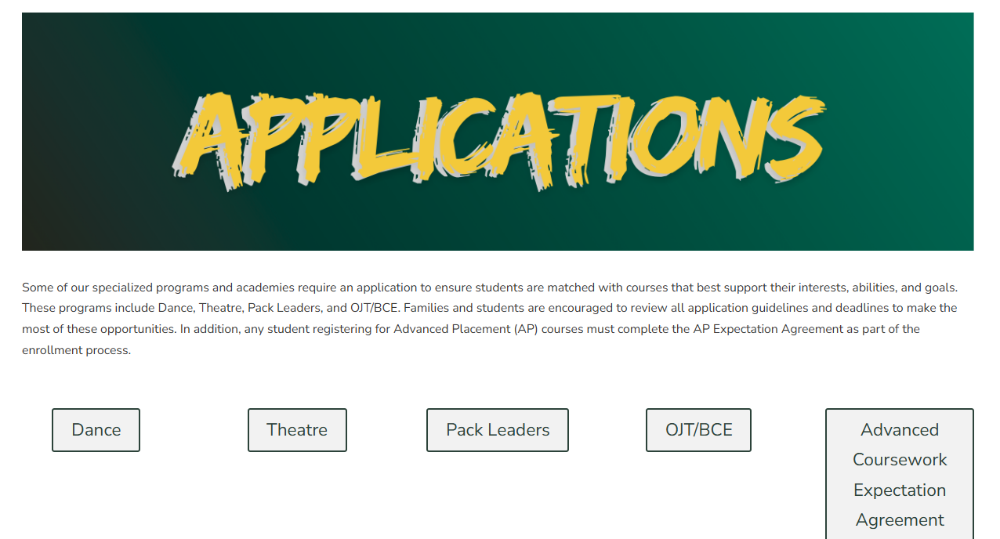 APPLICATIONS
Some of our specialized programs and academies require an application to ensure students are matched with courses that best support their interests, abilities, and goals.
These programs include Dance, Theatre, Pack Leaders, and OJT/BCE. Families and students are encouraged to review all application guidelines and deadlines to make the
most of these opportunities. In addition, any student registering for Advanced Placement (AP) courses must complete the AP Expectation Agreement as part of the
enrollment process.
Dance
Theatre
Pack Leaders
OJT/BCE
Advanced
Coursework
Expectation
Agreement